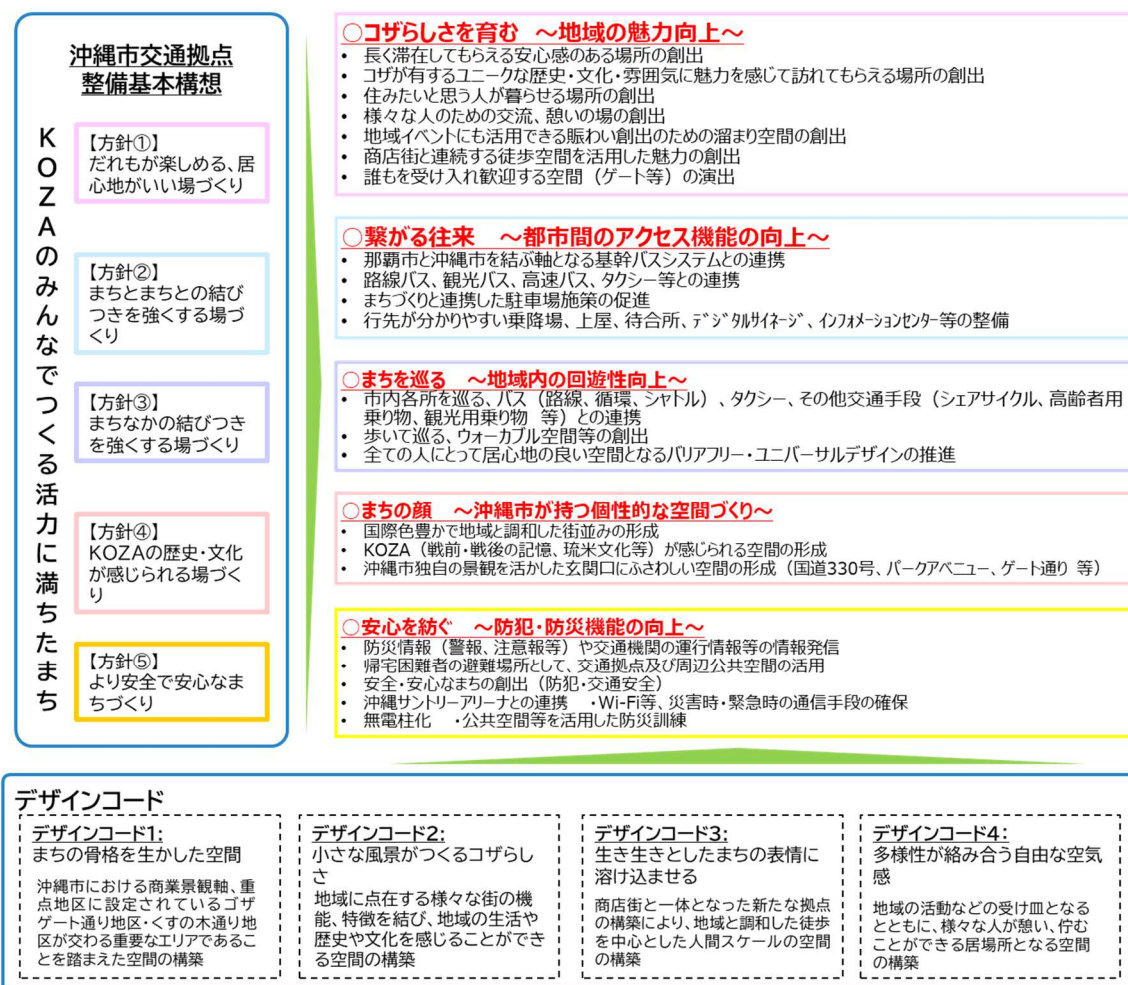 沖縄市交通拠点
整備基本構想
KOZAのみんなでつくる活力に満ちたまち
【方針①】
だれもが楽しめる、居
心地がいい場づくり
【方針②】
まちとまちとの結び
つきを強くする場づ
くり
【方針③】
まちなかの結びつき
を強くする場づくり
【方針④】
KOZAの歴史・文化
が感じられる場づく
り
【方針⑤】
より安全で安心なま
ちづくり
○コザらしさを育む ～地域の魅力向上～
• 長く滞在してもらえる安心感のある場所の創出
• コザが有するユニークな歴史・文化・雰囲気に魅力を感じて訪れてもらえる場所の創出
• 住みたいと思う人が暮らせる場所の創出
• 様々な人のための交流、憩いの場の創出
• 地域イベントにも活用できる賑わい創出のための溜まり空間の創出
• 商店街と連続する徒歩空間を活用した魅力の創出
• 誰もを受け入れ歓迎する空間（ゲート等）の演出
○繋がる往来 ～都市間のアクセス機能の向上～
• 那覇市と沖縄市を結ぶ軸となる基幹バスシステムとの連携
• 路線バス、観光バス、高速バス、タクシー等との連携
• まちづくりと連携した駐車場施策の促進
• 行先が分かりやすい乗降場、上屋、待合所、ﾃﾞｼﾞﾀﾙｻｲﾈｰｼﾞ、ｲﾝﾌｫﾒｰｼｮﾝｾﾝﾀｰ等の整備
○まちを巡る ～地域内の回遊性向上～
• 市内各所を巡る、バス（路線、循環、シャトル）、タクシー、その他交通手段（シェアサイクル、高齢者用
乗り物、観光用乗り物 等）との連携
• 歩いて巡る、ウォーカブル空間等の創出
• 全ての人にとって居心地の良い空間となるバリアフリー・ユニバーサルデザインの推進
○まちの顔 ～沖縄市が持つ個性的な空間づくり～
• 国際色豊かで地域と調和した街並みの形成
• KOZA（戦前・戦後の記憶、琉米文化等）が感じられる空間の形成
• 沖縄市独自の景観を活かした玄関口にふさわしい空間の形成（国道330号、パークアベニュー、ゲート通り 等）
○安心を紡ぐ ～防犯・防災機能の向上～
• 防災情報（警報、注意報等）や交通機関の運行情報等の情報発信
• 帰宅困難者の避難場所として、交通拠点及び周辺公共空間の活用
• 安全・安心なまちの創出（防犯・交通安全）
• 沖縄サントリーアリーナとの連携 ・Wi-Fi等、災害時・緊急時の通信手段の確保
• 無電柱化 ・公共空間等を活用した防災訓練
デザインコード
デザインコード1:
まちの骨格を生かした空間
沖縄市における商業景観軸、重
点地区に設定されているゴザ
ゲート通り地区・くすの木通り地
区が交わる重要なエリアであるこ
とを踏まえた空間の構築
デザインコード2:
小さな風景がつくるコザらし
さ
地域に点在する様々な街の機
能、特徴を結び、地域の生活や
歴史や文化を感じることができ
る空間の構築
デザインコード3:
生き生きとしたまちの表情に
溶け込ませる
商店街と一体となった新たな拠点
の構築により、地域と調和した徒歩
を中心とした人間スケールの空間
の構築
デザインコード4:
多様性が絡み合う自由な空気
感
地域の活動などの受け皿となる
とともに、様々な人が憩い、佇む
ことができる居場所となる空間
の構築